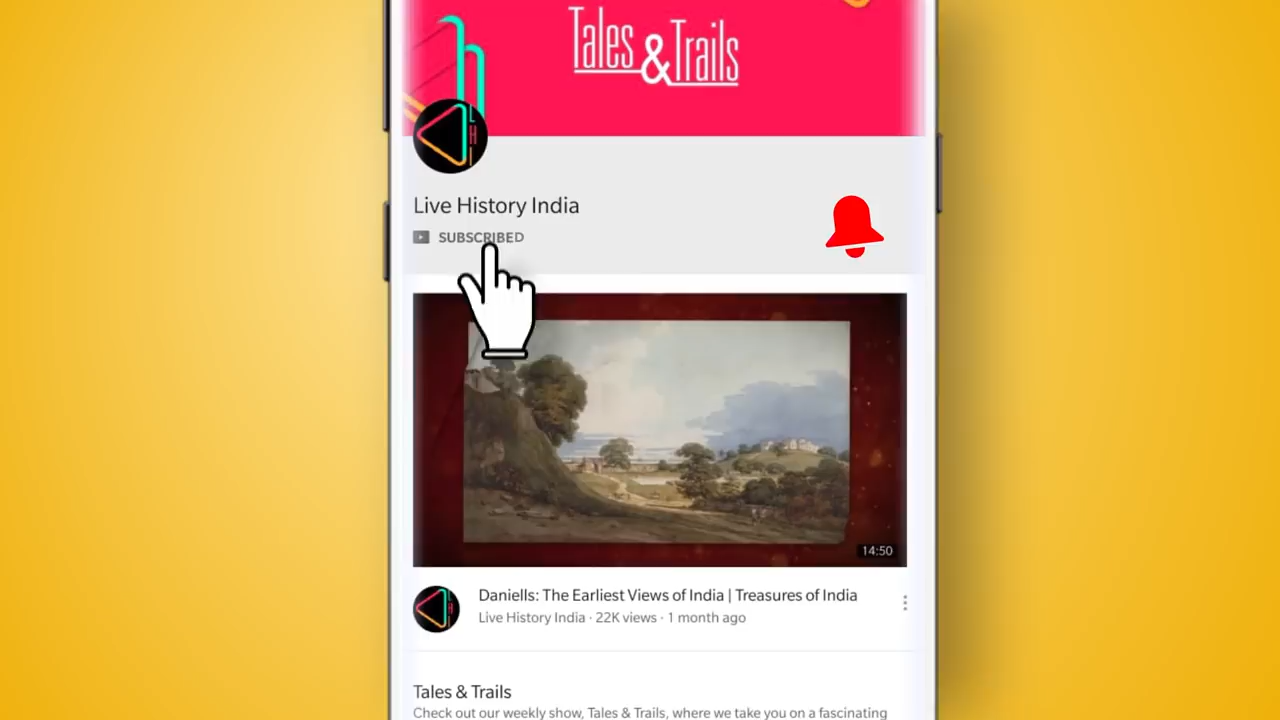 Tales & Trails
Live History India
SUBSCRIBED
14:50
Daniells: The Earliest Views of India | Treasures of India
Live History India · 22K views · 1 month ago
Tales & Trails
Check out our weekly show, Tales & Trails, where we take you on a fascinating